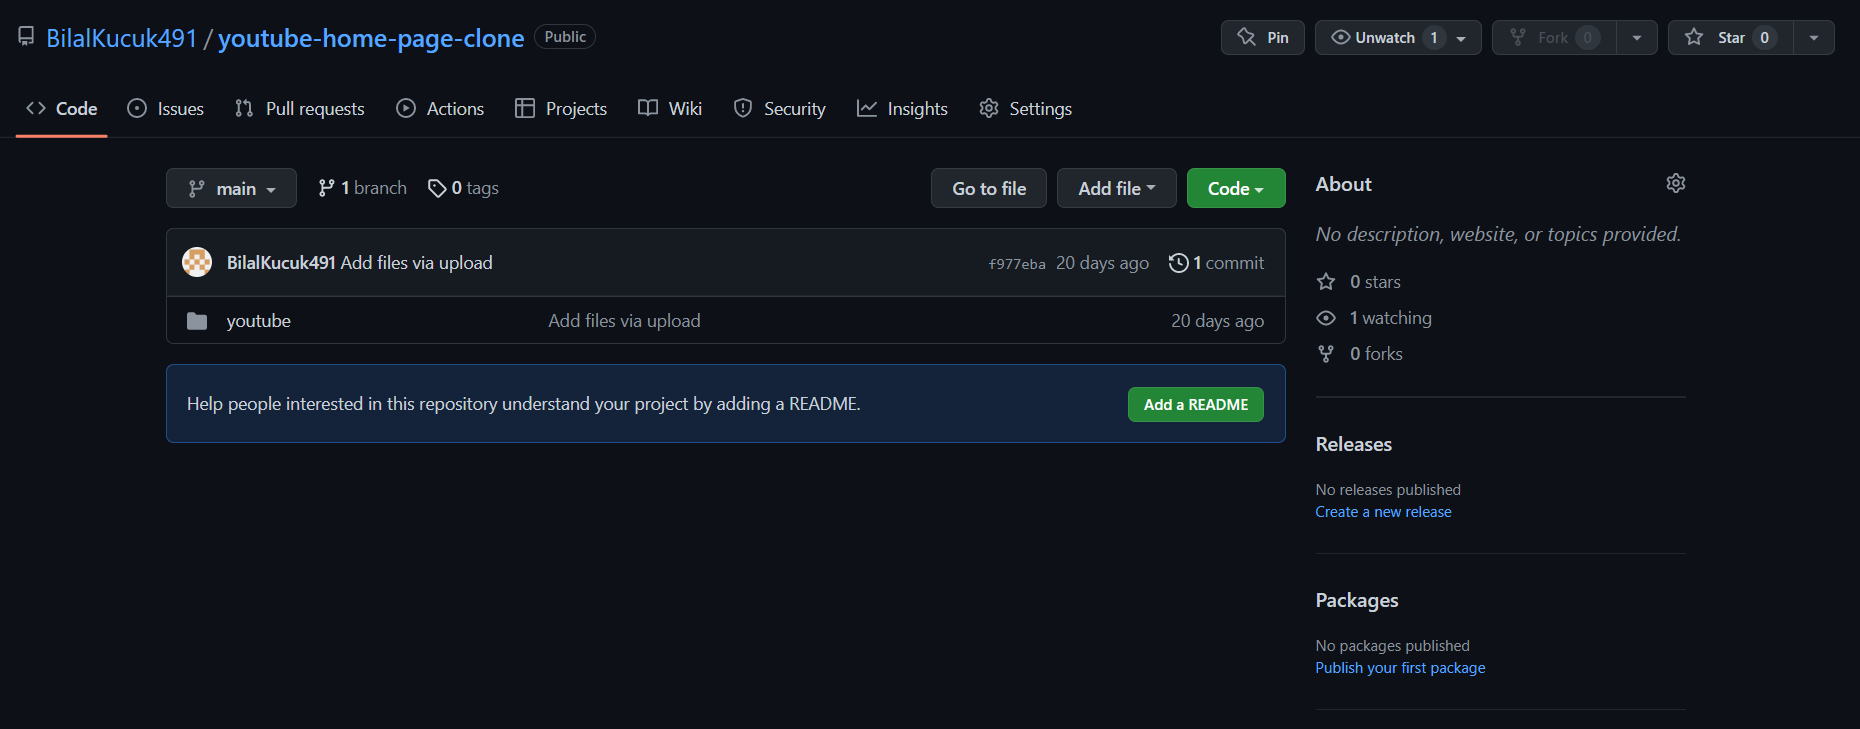 BilalKucuk491 / youtube-home-page-clone Public
Pin Unwatch 1 Fork 0 Star 0
Code Issues Pull requests Actions Projects Wiki Security Insights Settings
main 1 branch 0 tags Go to file Add file Code
BilalKucuk491 Add files via upload f977eba 20 days ago 1 commit
youtube Add files via upload 20 days ago
Help people interested in this repository understand your project by adding a README. Add a README
About
No description, website, or topics provided.
0 stars
1 watching
0 forks
Releases
No releases published
Create a new release
Packages
No packages published
Publish your first package